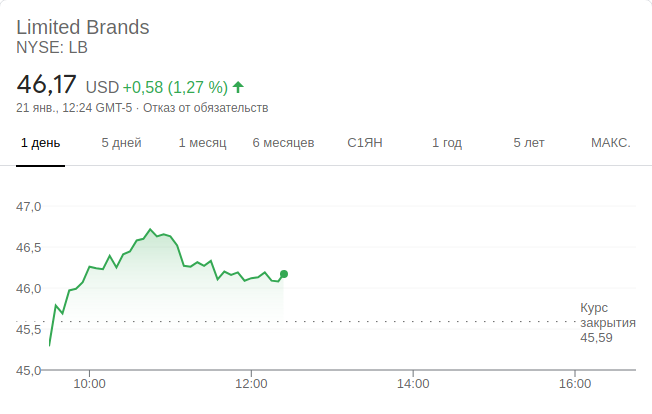 Limited Brands
NYSE: LB
46,17 USD +0,58 (1,27 %)
21 янв., 12:24 GMT-5 · Отказ от обязательств
1 день 5 дней 1 месяц 6 месяцев С1ЯН 1 год 5 лет МАКС.
47,0
46,5
46,0
45,5
45,0
Курс
закрытия
45,59
10:00 12:00 14:00 16:00